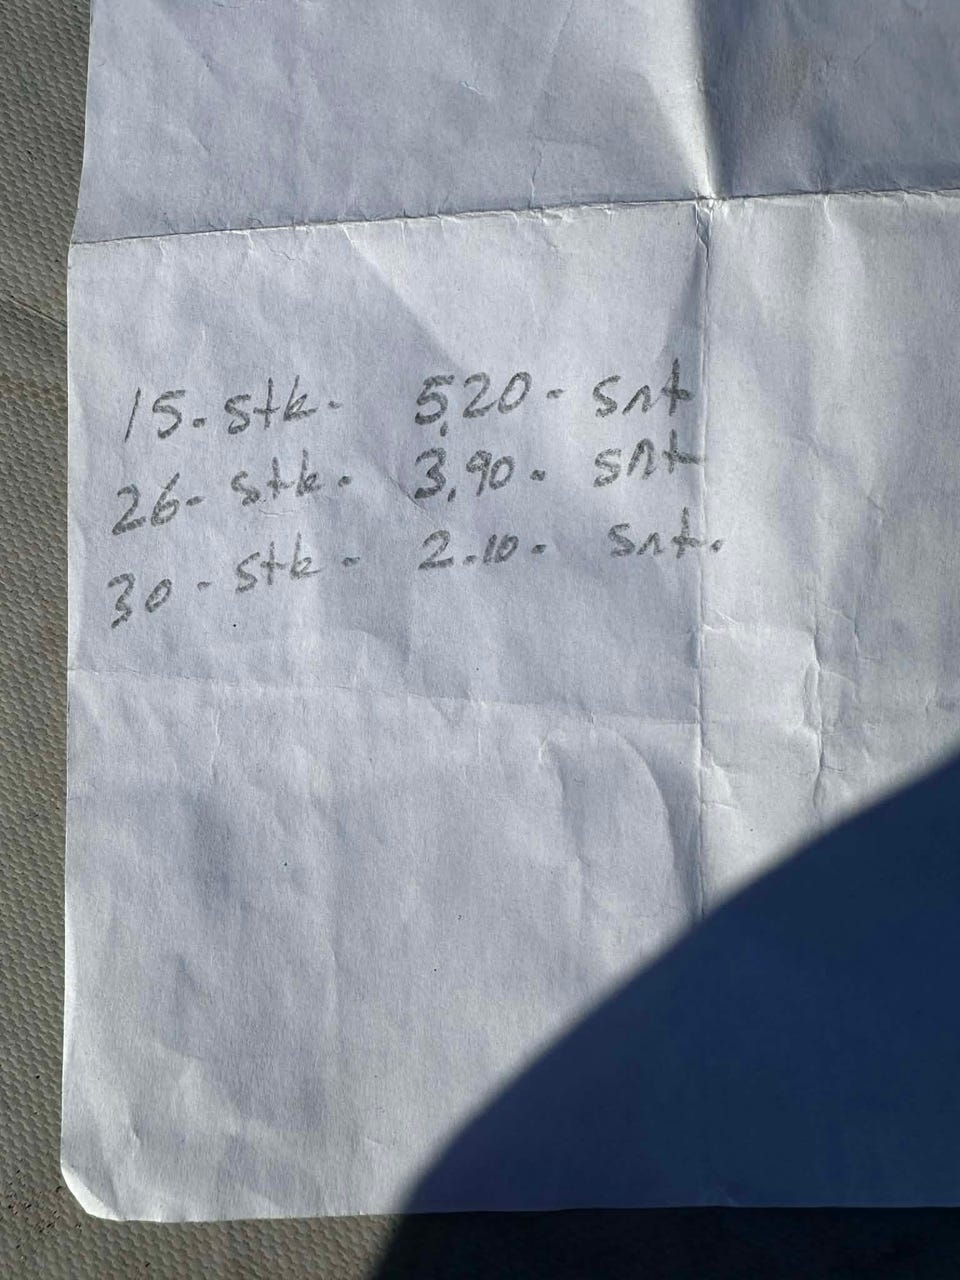 15. stk. 5,20. snt
26. stk. 3,90. snt
30. stk. 2.10. snt.